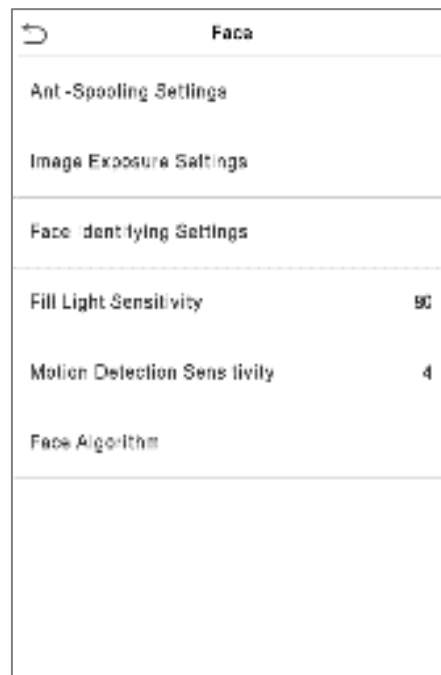 Face
Anti-Spoofing Settings
Image Exposure Settings
Face Identifying Settings
Fill Light Sensitivity 80
Motion Detection Sensitivity 4
Face Algorithm